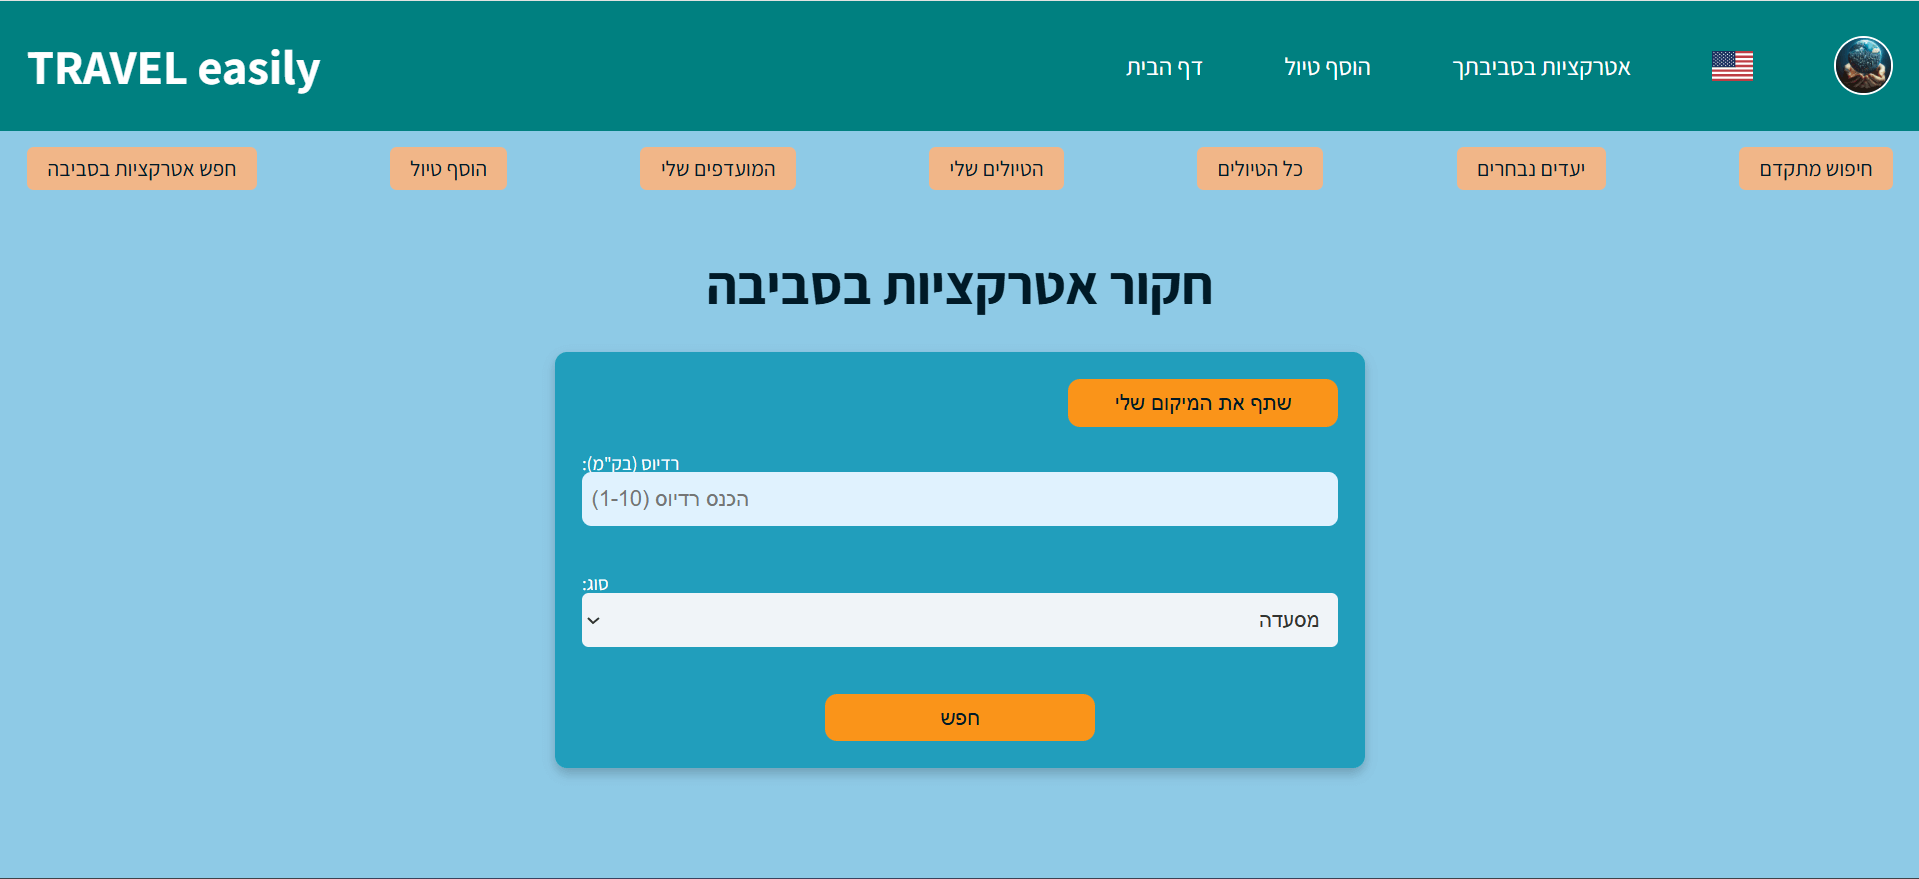 TRAVEL easily
דף הבית
הוסף טיול
אטרקציות בסביבתך
חיפוש מתקדם
יעדים נבחרים
כל הטיולים
הטיולים שלי
המועדפים שלי
הוסף טיול
חפש אטרקציות בסביבה
חקור אטרקציות בסביבה
שתף את המיקום שלי
רדיוס (בק"מ):
הכנס רדיוס (1-10)
סוג:
מסעדה
חפש